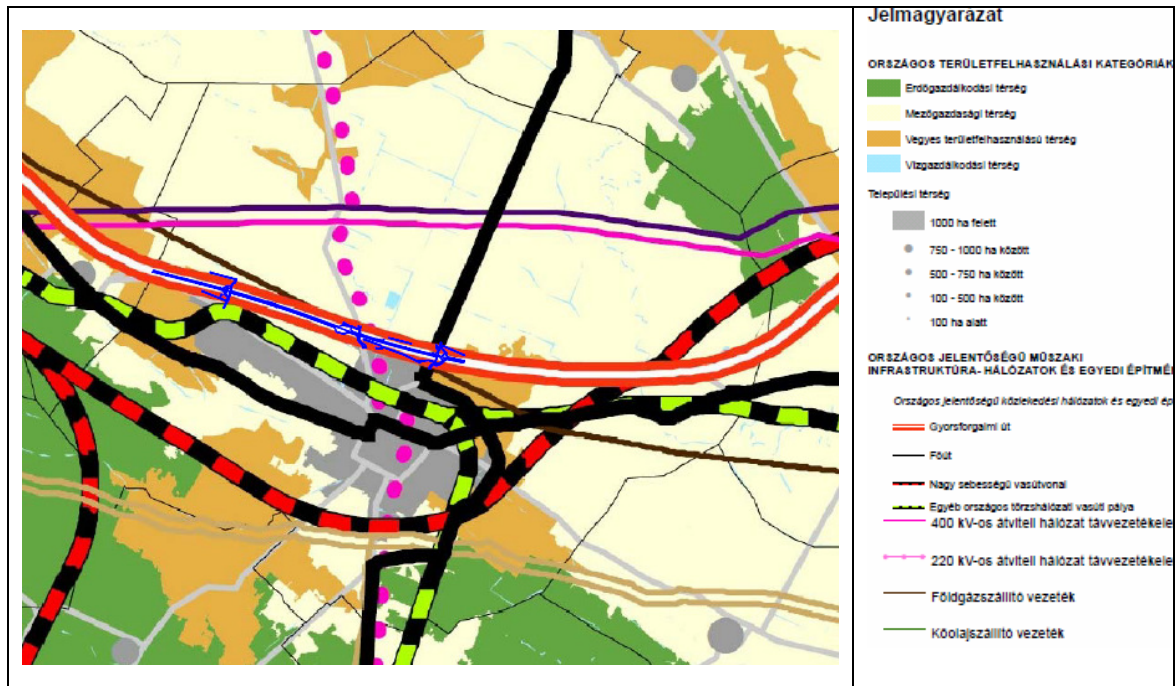 Jelmagyarázat
ORSZÁGOS TERÜLETFELHASZNÁLÁSI KATEGÓRIÁK
Erdőgazdálkodási térség
Mezőgazdasági térség
Vegyes területfelhasználású térség
Vízgazdálkodási térség
Települési térség
1000 ha felett
750 - 1000 ha között
500 - 750 ha között
100 - 500 ha között
100 ha alatt
ORSZÁGOS JELENTŐSÉGŰ MŰSZAKI
INFRASTRUKTÚRA- HÁLÓZATOK ÉS EGYEDI ÉPÍTMÉ
Országos jelentőségű közlekedési hálózatok és egyedi ép
Gyorsforgalmi út
Főút
Nagy sebességű vasútvonal
Egyéb országos törzshálózati vasúti pálya
400 kV-os átviteli hálózat távvezetékele
220 kV-os átviteli hálózat távvezetékele
Földgázszállító vezeték
Kőolajszállító vezeték